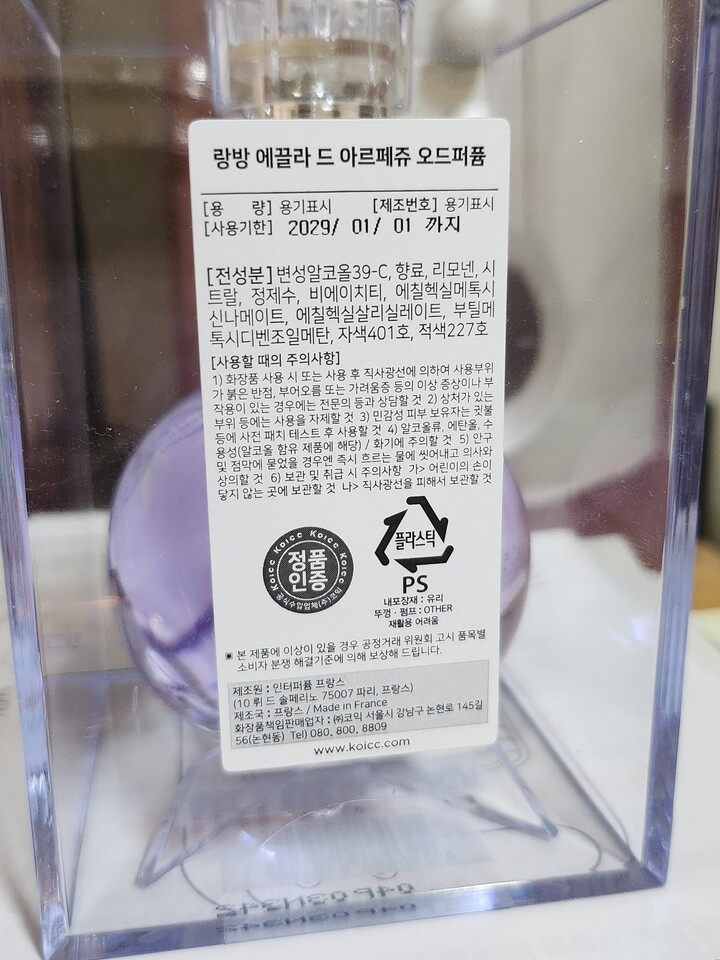 랑방 에끌라 드 아르페쥬 오드퍼퓸
[용 량] 용기표시 [제조번호] 용기표시
[사용기한] 2029/ 01/ 01 까지
[전성분] 변성알코올39-C, 향료, 리모넨, 시
트랄, 정제수, 비에이치티, 에칠헥실메톡시
신나메이트, 에칠헥실살리실레이트, 부틸메
톡시디벤조일메탄, 자색401호, 적색227호
[사용할 때의 주의사항]
1) 화장품 사용 시 또는 사용 후 직사광선에 의하여 사용부위
가 붉은 반점, 부어오름 또는 가려움증 등의 이상 증상이나 부
작용이 있는 경우에는 전문의 등과 상담할 것 2) 상처가 있는
부위 등에는 사용을 자제할 것 3) 민감성 피부 보유자는 귓불
등에 사전 패치 테스트 후 사용할 것 4) 알코올류, 에탄올, 수
용성(알코올 함유 제품에 해당) / 화기에 주의할 것 5) 안구
및 점막에 묻었을 경우엔 즉시 흐르는 물에 씻어내고 의사와
상의할 것 6) 보관 및 취급 시 주의사항 가> 어린이의 손이
닿지 않는 곳에 보관할 것 나> 직사광선을 피해서 보관할 것
Koicc Koicc Koicc Koicc
정품
인증
공식수입업체(주)코익
플라스틱
PS
내포장재 : 유리
뚜껑 · 펌프 : OTHER
재활용 어려움
▣ 본 제품에 이상이 있을 경우 공정거래 위원회 고시 품목별
소비자 분쟁 해결기준에 의해 보상해 드립니다.
제조원 : 인터퍼퓸 프랑스
(10 뤼 드 솔페리노 75007 파리, 프랑스)
제조국 : 프랑스 / Made in France
화장품책임판매업자 : ㈜코익 서울시 강남구 논현로 145길
56(논현동) Tel) 080. 800. 8809
www.koicc.com